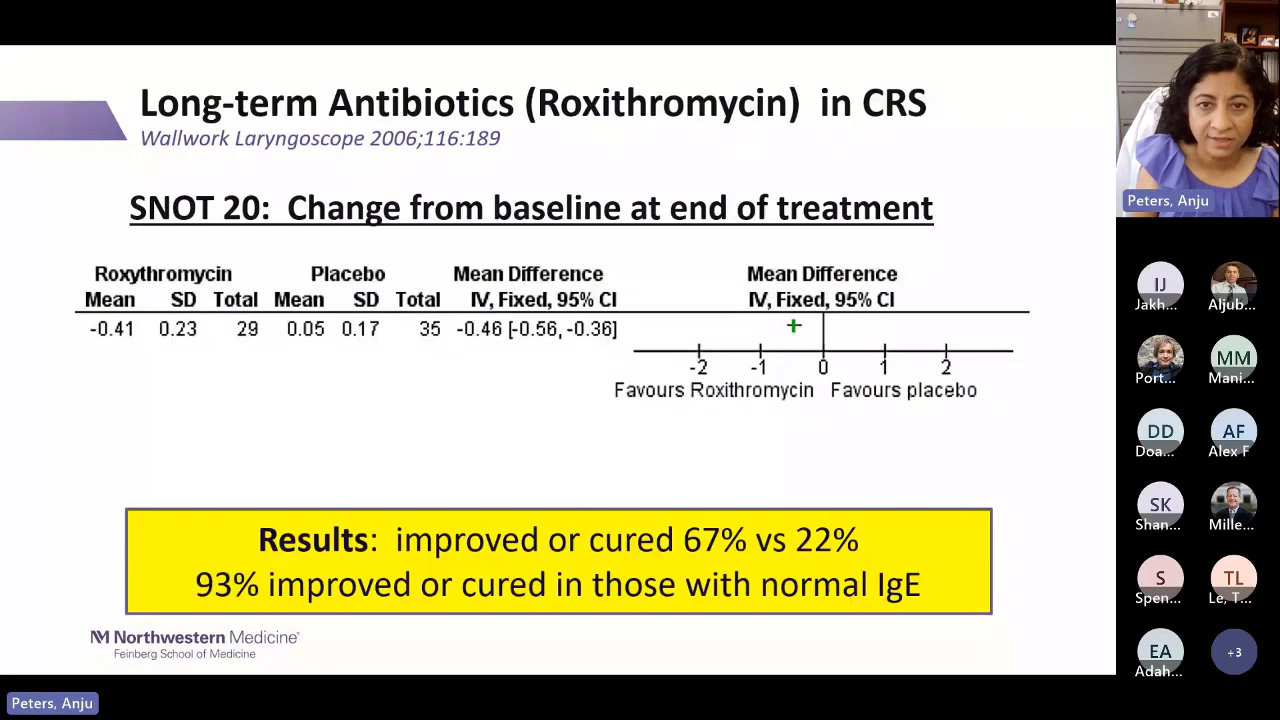 Long-term Antibiotics (Roxithromycin) in CRS
Wallwork Laryngoscope 2006;116:189
SNOT 20: Change from baseline at end of treatment
Roxythromycin Placebo Mean Difference Mean Difference
Mean SD Total Mean SD Total IV, Fixed, 95% CI IV, Fixed, 95% CI
-0.41 0.23 29 0.05 0.17 35 -0.46 [-0.56, -0.36]
-2 -1 0 1 2
Favours Roxithromycin Favours placebo
Results: improved or cured 67% vs 22%
93% improved or cured in those with normal IgE
M Northwestern Medicine®
Feinberg School of Medicine
Peters, Anju
Peters, Anju
IJ
Jakh...
Aljub...
Port...
MM
Mani...
DD
Doa...
AF
Alex F
SK
Shan...
Mille...
S
Spen...
TL
Le, T...
EA
Adah...
+3